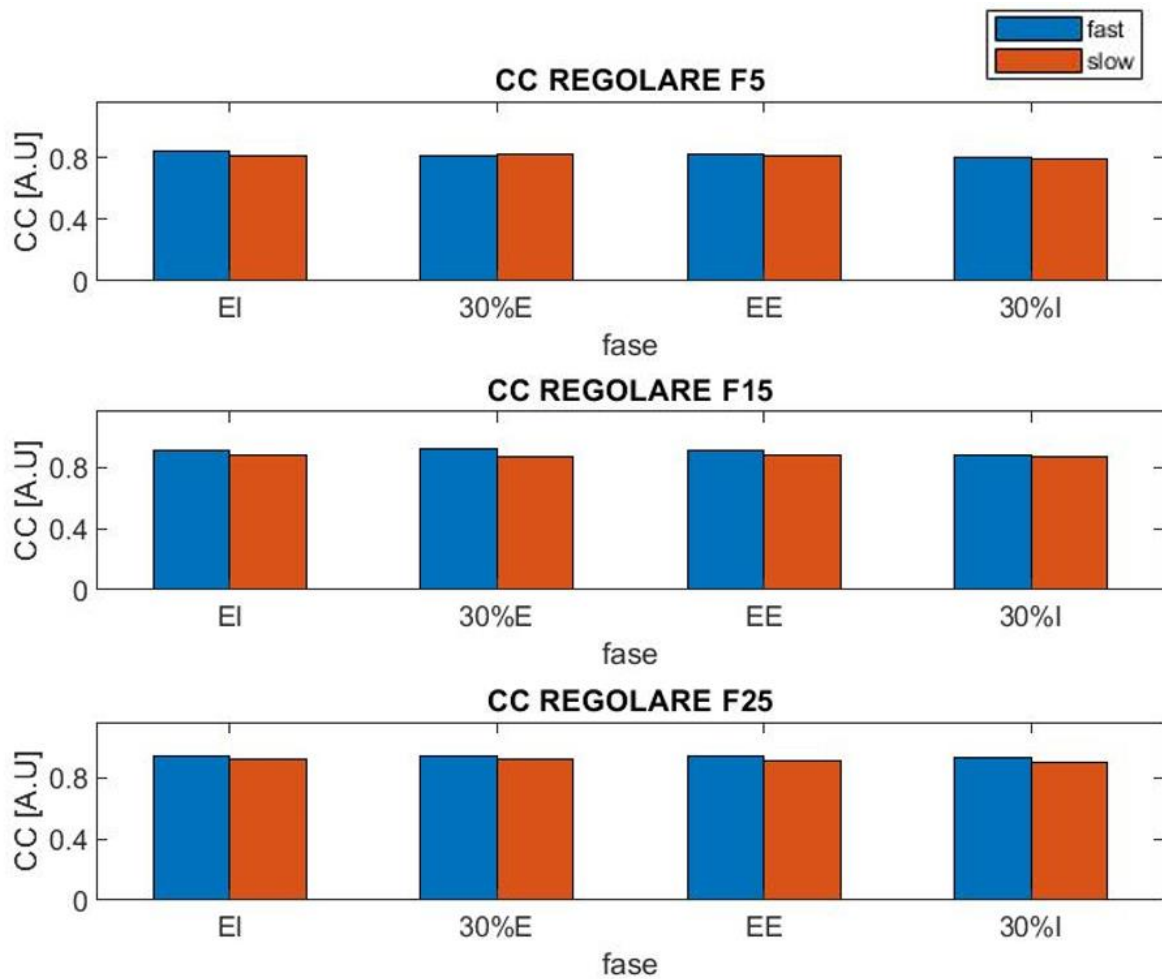 fast
slow
CC REGOLARE F5
CC [A.U]
0.8
0.4
0
EI 30%E EE 30%I
fase
CC REGOLARE F15
CC [A.U]
0.8
0.4
0
EI 30%E EE 30%I
fase
CC REGOLARE F25
CC [A.U]
0.8
0.4
0
EI 30%E EE 30%I
fase